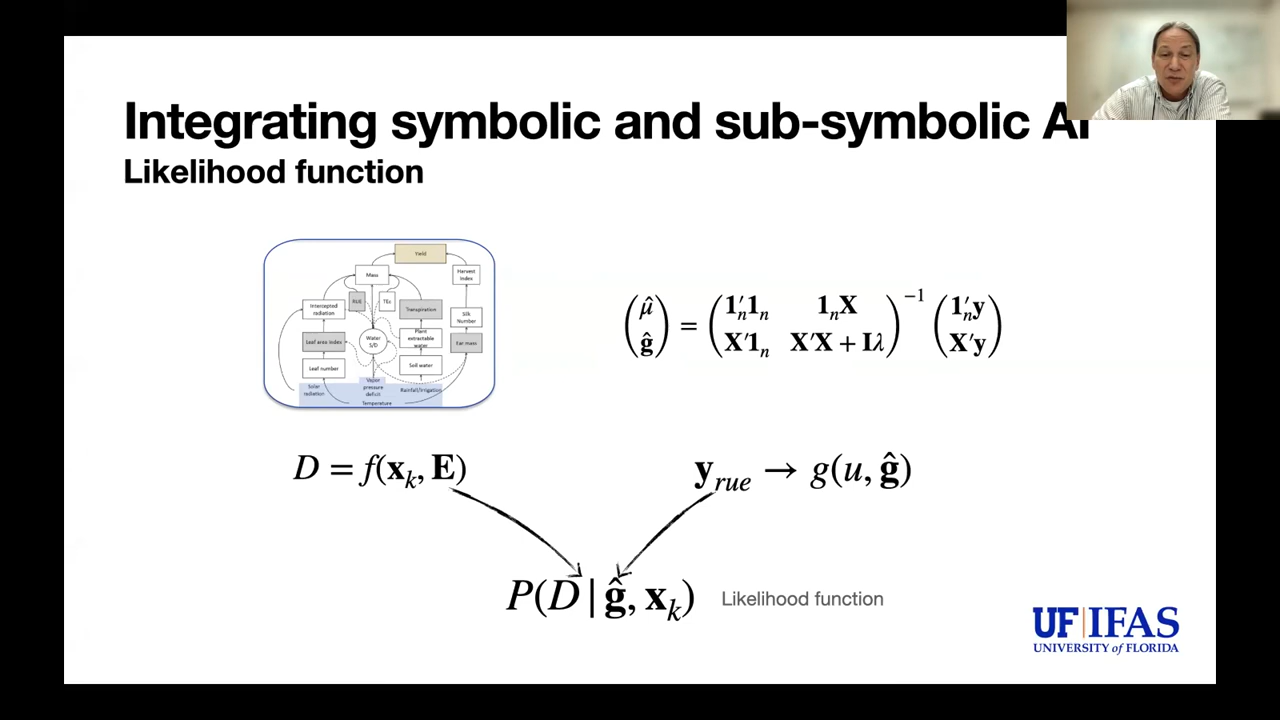 Integrating symbolic and sub-symbolic AI
Likelihood function
Yield
Mass
Harvest
index
Intercepted
radiation
RUE
TEc
Transpiration
Silk
Number
Leaf area index
Water
S/D
Plant
extractable
water
Ear mass
Leaf number
Soil water
Solar
radiation
Vapor
pressure
deficit
Rainfall/Irrigation
Temperature
(μ̂ ĝ) = (1′ₙ1ₙ 1ₙX X′1ₙ X′X + Iλ)⁻¹ (1′ₙy X′y)
D = f(xₖ, E)
y_rue → g(u, ĝ)
P(D | ĝ, xₖ) Likelihood function
UF|IFAS
UNIVERSITY of FLORIDA